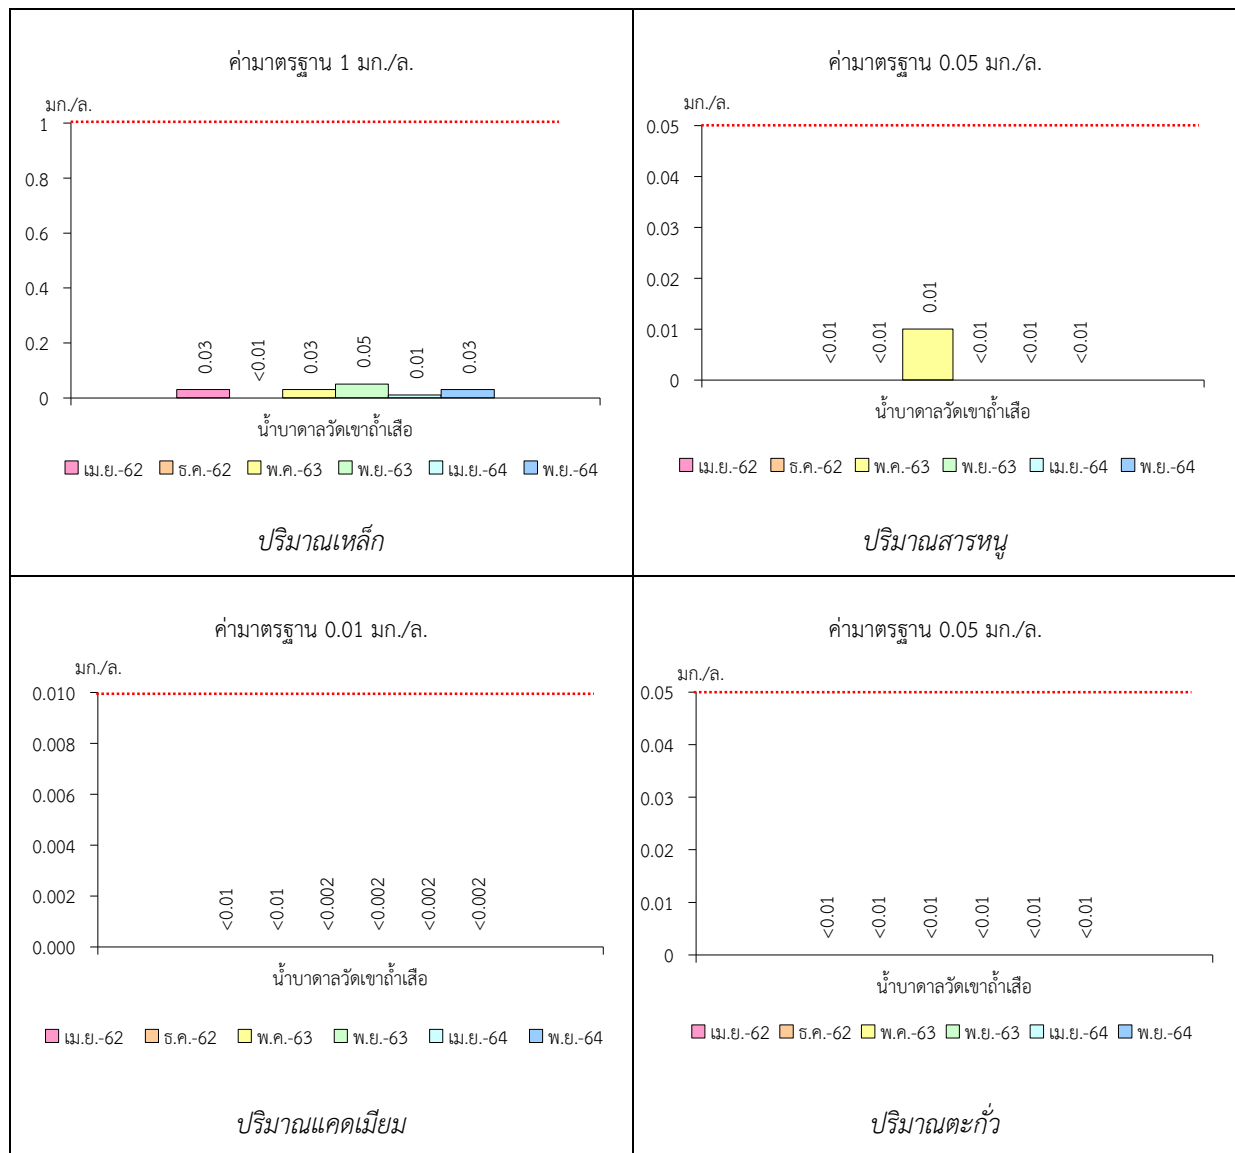 ค่ามาตรฐาน 1 มก./ล.
มก./ล.
1
0.8
0.6
0.4
0.2
0
0.03
<0.01
0.03
0.05
0.01
0.03
น้ำบาดาลวัดเขาถ้ำเสือ
เม.ย.-62 ธ.ค.-62 พ.ค.-63 พ.ย.-63 เม.ย.-64 พ.ย.-64
ปริมาณเหล็ก
ค่ามาตรฐาน 0.05 มก./ล.
มก./ล.
0.05
0.04
0.03
0.02
0.01
0
<0.01
<0.01
0.01
<0.01
<0.01
<0.01
น้ำบาดาลวัดเขาถ้ำเสือ
เม.ย.-62 ธ.ค.-62 พ.ค.-63 พ.ย.-63 เม.ย.-64 พ.ย.-64
ปริมาณสารหนู
ค่ามาตรฐาน 0.01 มก./ล.
มก./ล.
0.010
0.008
0.006
0.004
0.002
0.000
<0.01
<0.01
<0.002
<0.002
<0.002
<0.002
น้ำบาดาลวัดเขาถ้ำเสือ
เม.ย.-62 ธ.ค.-62 พ.ค.-63 พ.ย.-63 เม.ย.-64 พ.ย.-64
ปริมาณแคดเมียม
ค่ามาตรฐาน 0.05 มก./ล.
มก./ล.
0.05
0.04
0.03
0.02
0.01
0
<0.01
<0.01
<0.01
<0.01
<0.01
<0.01
น้ำบาดาลวัดเขาถ้ำเสือ
เม.ย.-62 ธ.ค.-62 พ.ค.-63 พ.ย.-63 เม.ย.-64 พ.ย.-64
ปริมาณตะกั่ว